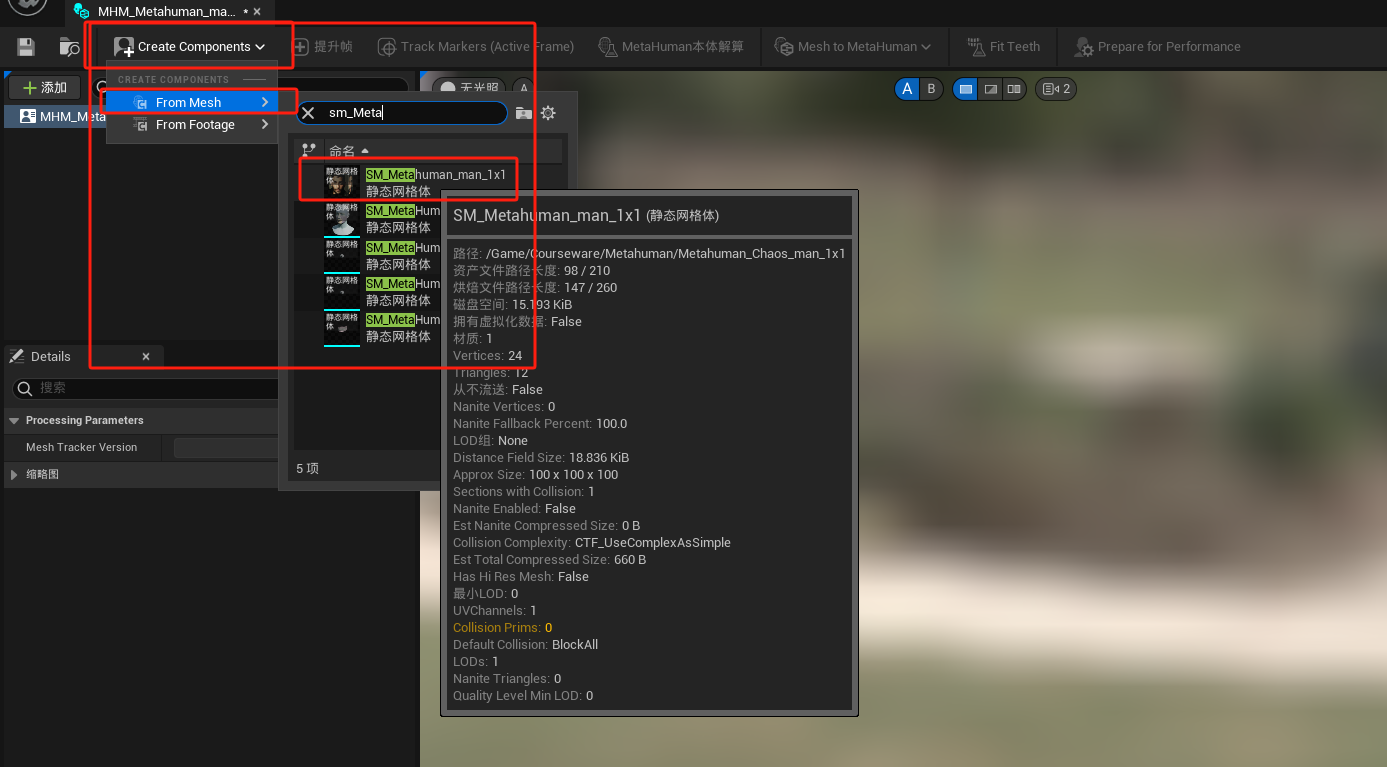 MHM_Metahuman_ma... • ×
Create Components
提升帧
Track Markers (Active Frame)
MetaHuman本体解算
Mesh to MetaHuman
Fit Teeth
Prepare for Performance
添加
CREATE COMPONENTS
From Mesh
From Footage
MHM_Meta
无光照
A
A
B
2
sm_Meta
命名
静态网格体
SM_Metahuman_man_1x1
静态网格体
静态网格体
SM_MetaHum
静态网格体
静态网格体
SM_MetaHum
静态网格体
静态网格体
SM_MetaHum
静态网格体
静态网格体
SM_MetaHum
静态网格体
5 项
SM_Metahuman_man_1x1 (静态网格体)
路径: /Game/Courseware/Metahuman/Metahuman_Chaos_man_1x1
资产文件路径长度: 98 / 210
烘焙文件路径长度: 147 / 260
磁盘空间: 15.193 KiB
拥有虚拟化数据: False
材质: 1
Vertices: 24
Triangles: 12
从不流送: False
Nanite Vertices: 0
Nanite Fallback Percent: 100.0
LOD组: None
Distance Field Size: 18.836 KiB
Approx Size: 100 x 100 x 100
Sections with Collision: 1
Nanite Enabled: False
Est Nanite Compressed Size: 0 B
Collision Complexity: CTF_UseComplexAsSimple
Est Total Compressed Size: 660 B
Has Hi Res Mesh: False
最小LOD: 0
UVChannels: 1
Collision Prims: 0
Default Collision: BlockAll
LODs: 1
Nanite Triangles: 0
Quality Level Min LOD: 0
Details ×
搜索
Processing Parameters
Mesh Tracker Version
缩略图